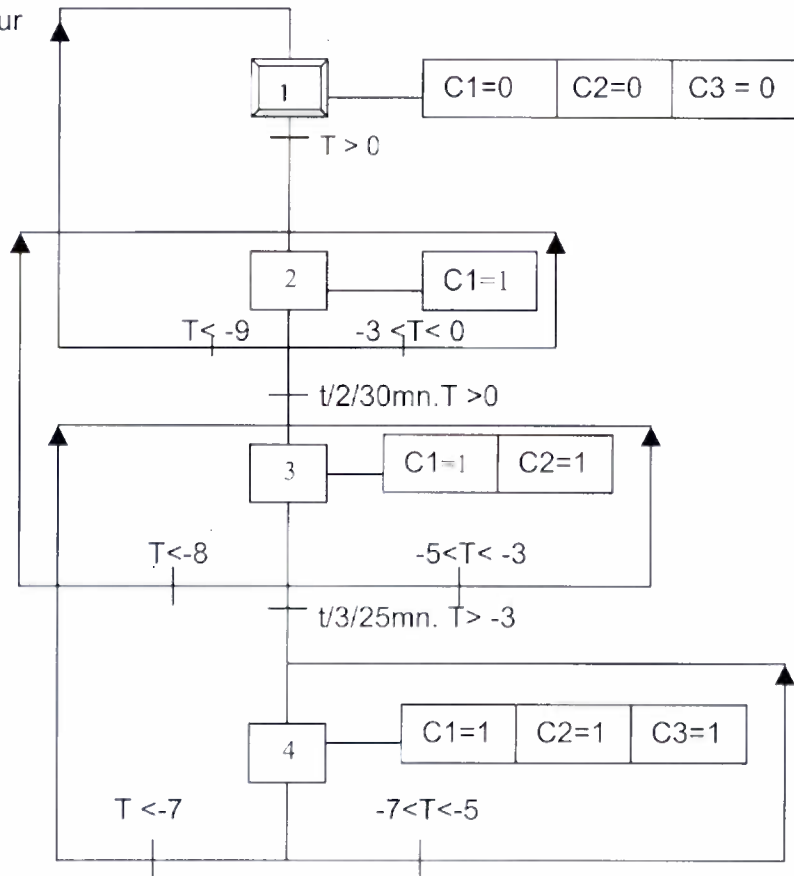 ur
1
C1=0 C2=0 C3 = 0
T > 0
2
C1=1
T< -9 -3 <T< 0
t/2/30mn.T >0
3
C1=1 C2=1
T<-8 -5<T< -3
t/3/25mn. T> -3
4
C1=1 C2=1 C3=1
T <-7 -7<T<-5